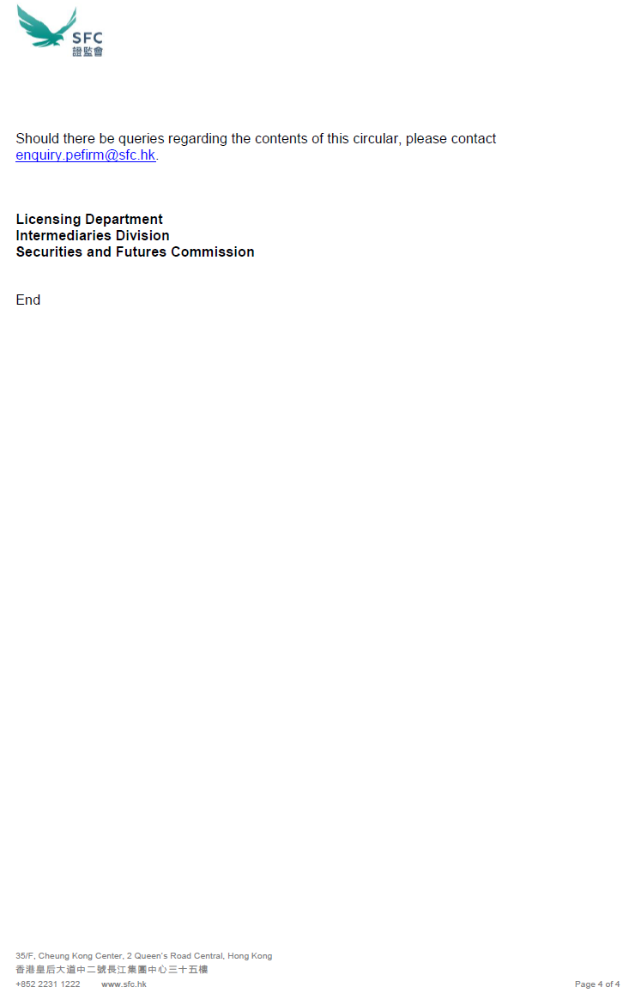 SFC
證監會
Should there be queries regarding the contents of this circular, please contact
enquiry.pefirm@sfc.hk.
Licensing Department
Intermediaries Division
Securities and Futures Commission
End
35/F, Cheung Kong Center, 2 Queen's Road Central, Hong Kong
香港皇后大道中二號長江集團中心三十五樓
+852 2231 1222 www.sfc.hk Page 4 of 4